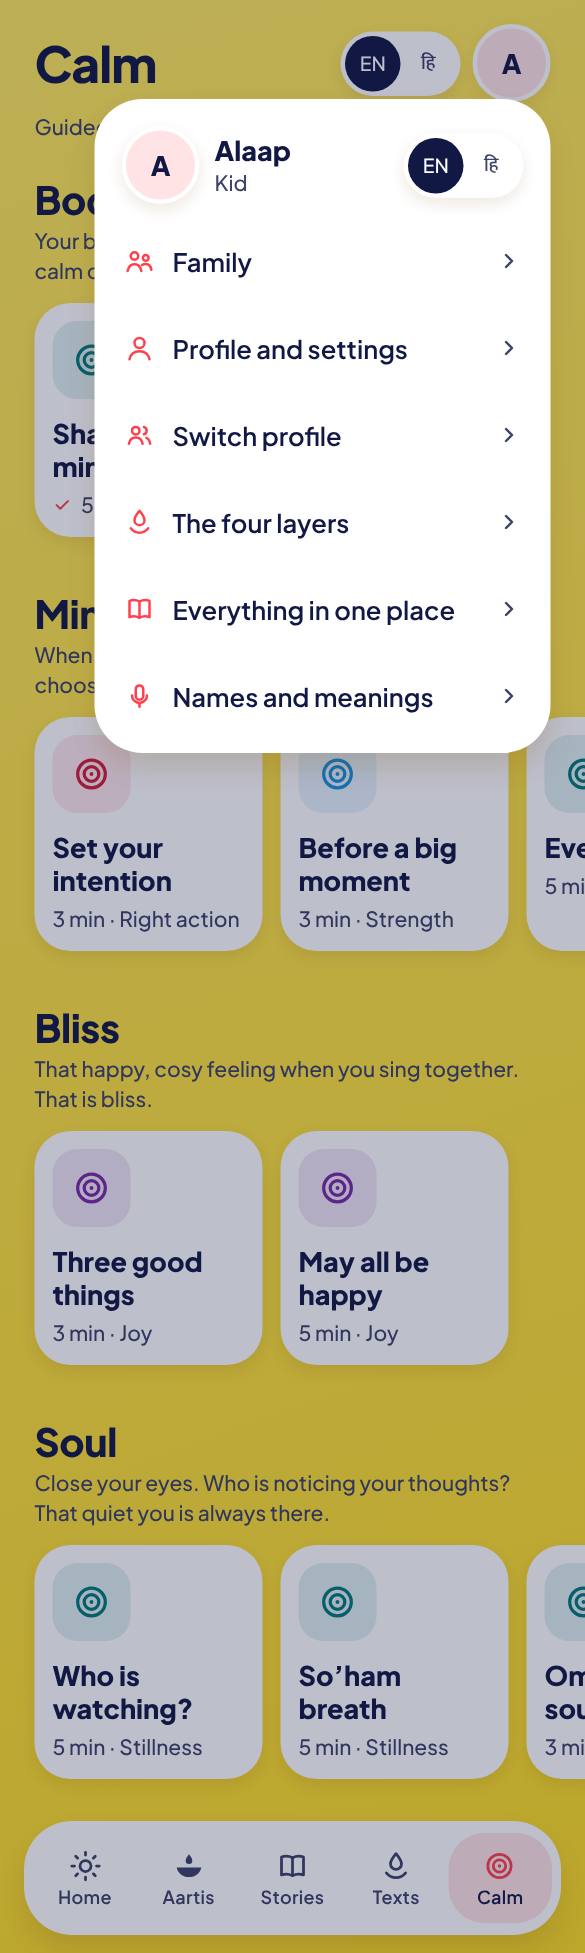 Calm
EN हि A
A Alaap EN हि
Kid
Family
Profile and settings
Switch profile
The four layers
Everything in one place
Names and meanings
Set your intention
3 min · Right action
Before a big moment
3 min · Strength
Bliss
That happy, cosy feeling when you sing together.
That is bliss.
Three good things
3 min · Joy
May all be happy
5 min · Joy
Soul
Close your eyes. Who is noticing your thoughts?
That quiet you is always there.
Who is watching?
5 min · Stillness
So’ham breath
5 min · Stillness
Home Aartis Stories Texts Calm